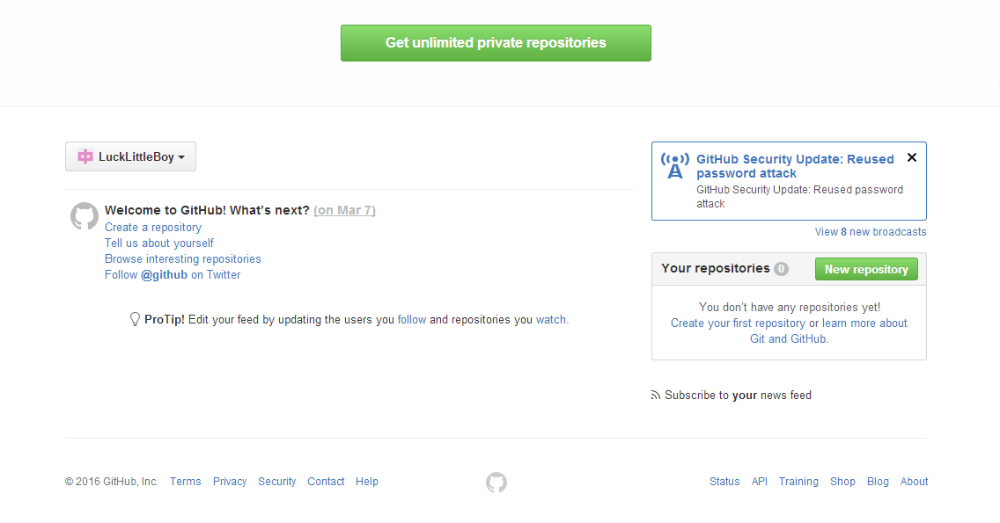 Get unlimited private repositories
LuckLittleBoy
Welcome to GitHub! What's next? (on Mar 7)
Create a repository
Tell us about yourself
Browse interesting repositories
Follow @github on Twitter
ProTip! Edit your feed by updating the users you follow and repositories you watch.
GitHub Security Update: Reused
password attack
GitHub Security Update: Reused password
attack
View 8 new broadcasts
Your repositories 0
New repository
You don't have any repositories yet!
Create your first repository or learn more about
Git and GitHub.
Subscribe to your news feed
© 2016 GitHub, Inc. Terms Privacy Security Contact Help
Status API Training Shop Blog About